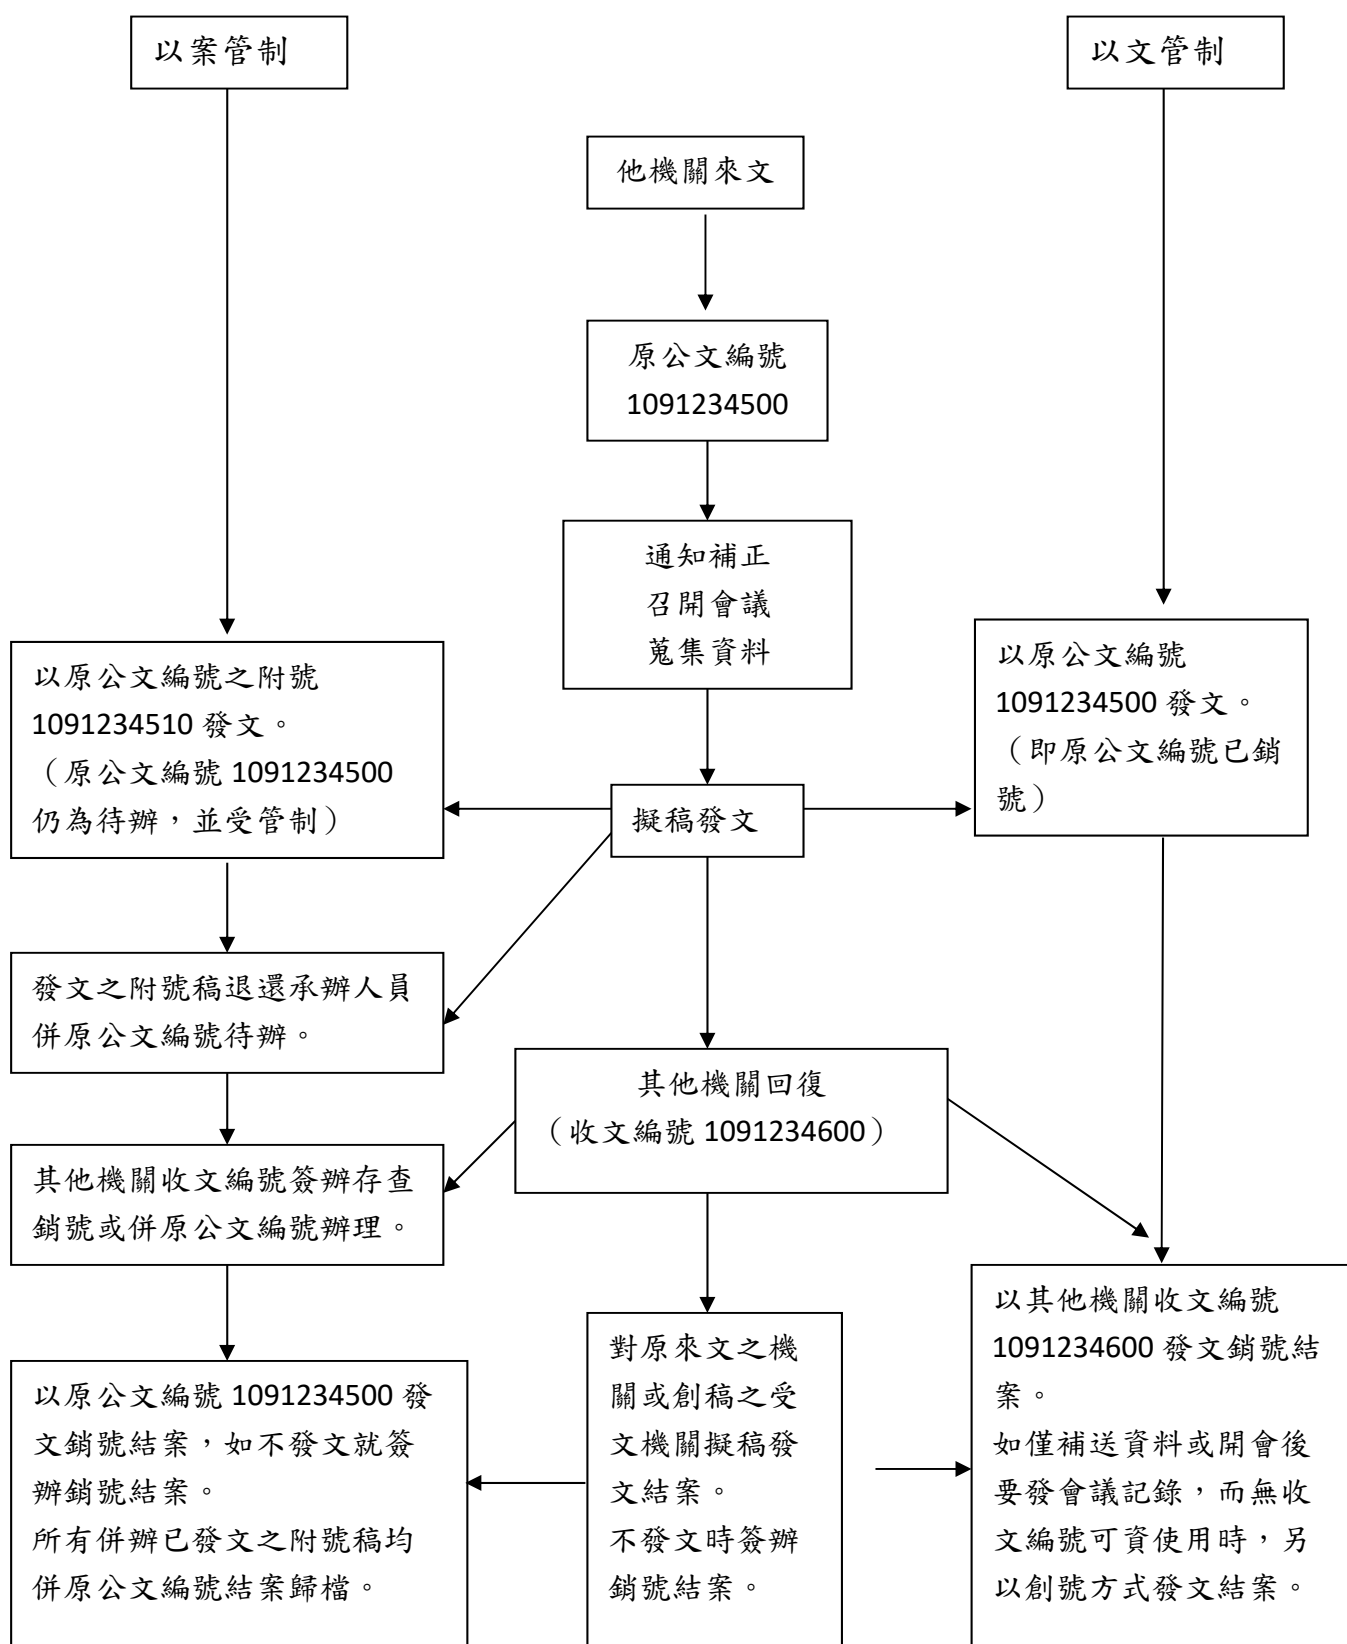 以案管制
以文管制
他機關來文
原公文編號
1091234500
通知補正
召開會議
蒐集資料
以原公文編號之附號
1091234510 發文。
（原公文編號 1091234500
仍為待辦，並受管制）
擬稿發文
以原公文編號
1091234500 發文。
（即原公文編號已銷
號）
發文之附號稿退還承辦人員
併原公文編號待辦。
其他機關回復
（收文編號 1091234600）
其他機關收文編號簽辦存查
銷號或併原公文編號辦理。
以原公文編號 1091234500 發
文銷號結案，如不發文就簽
辦銷號結案。
所有併辦已發文之附號稿均
併原公文編號結案歸檔。
對原來文之機
關或創稿之受
文機關擬稿發
文結案。
不發文時簽辦
銷號結案。
以其他機關收文編號
1091234600 發文銷號結
案。
如僅補送資料或開會後
要發會議記錄，而無收
文編號可資使用時，另
以創號方式發文結案。